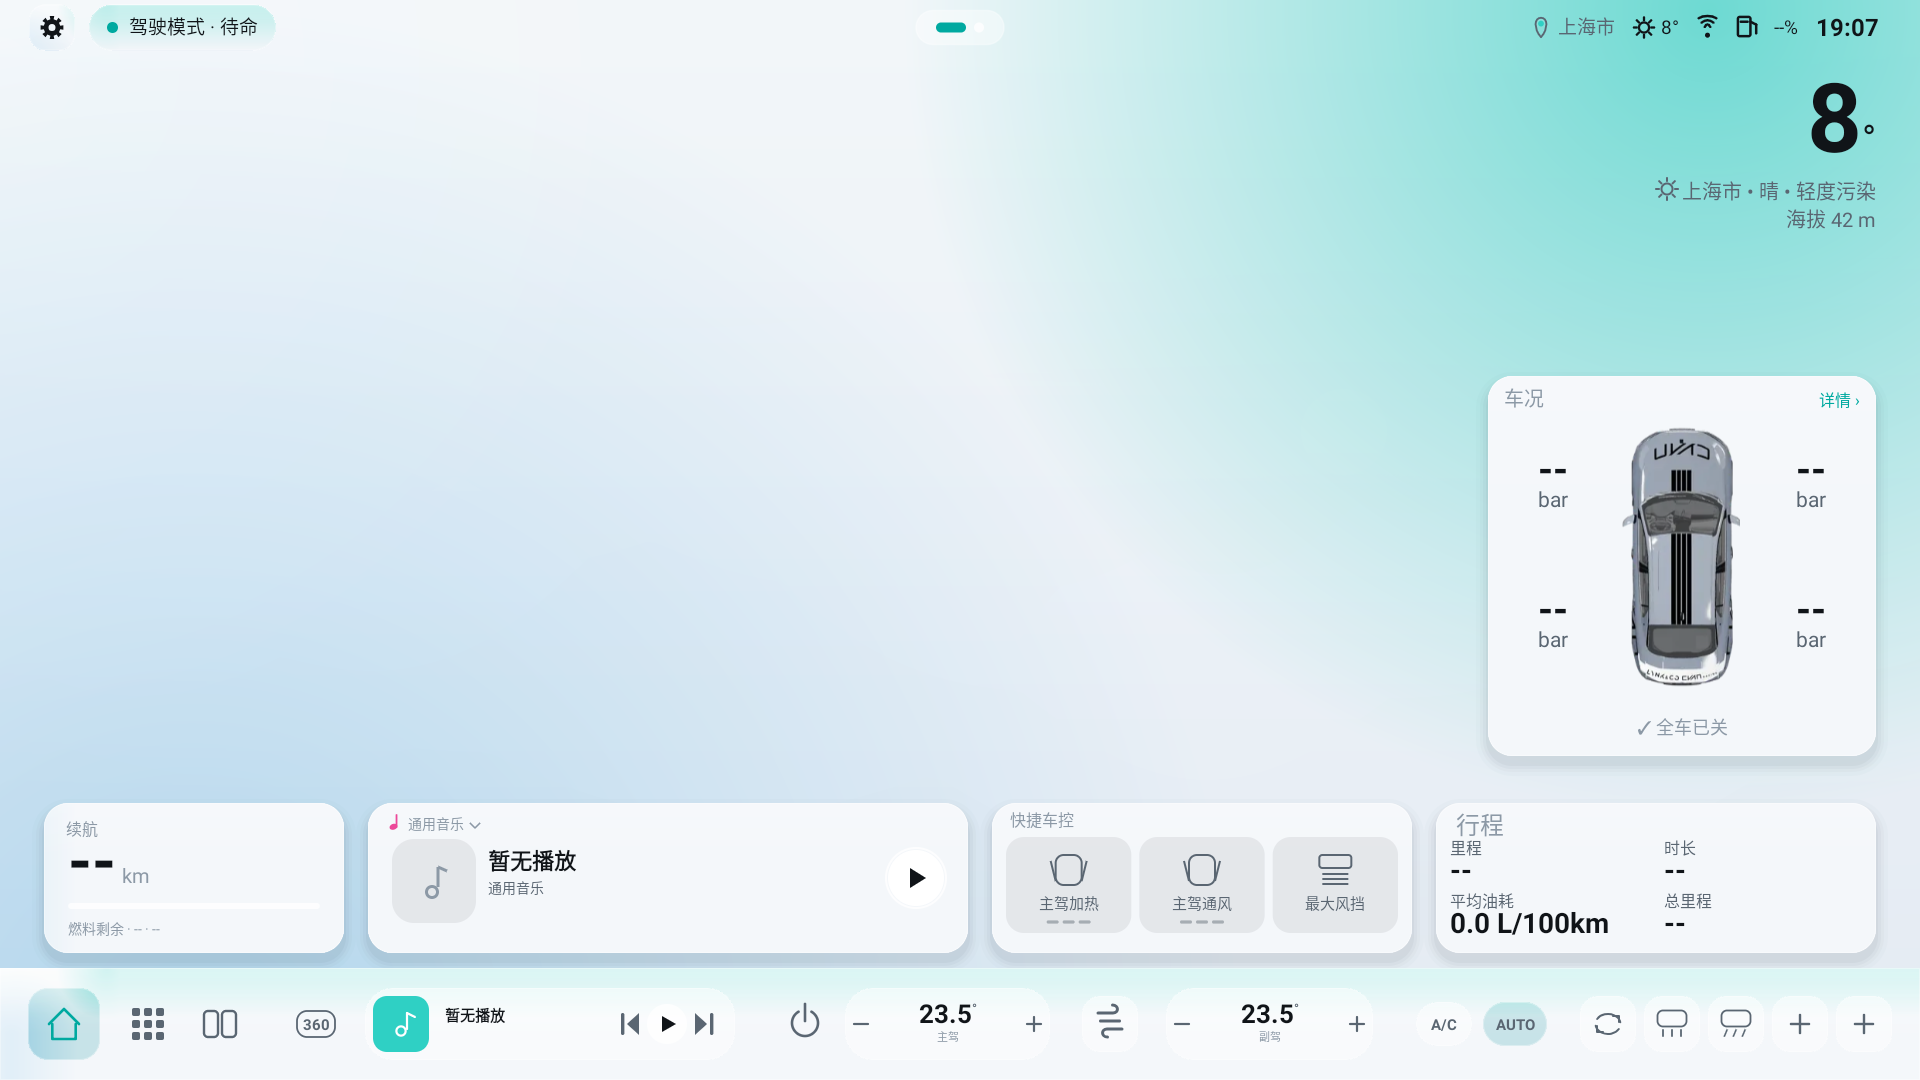 驾驶模式 · 待命
上海市
8°
--%
19:07
8°
上海市 • 晴 • 轻度污染
海拔 42 m
车况
详情 ›
--
bar
--
bar
--
bar
--
bar
✓全车已关
续航
-- km
燃料剩余 · -- · --
通用音乐
暂无播放
通用音乐
快捷车控
主驾加热
主驾通风
最大风挡
行程
里程
--
时长
--
平均油耗
0.0 L/100km
总里程
--
360
暂无播放
23.5°
主驾
23.5°
副驾
A/C
AUTO